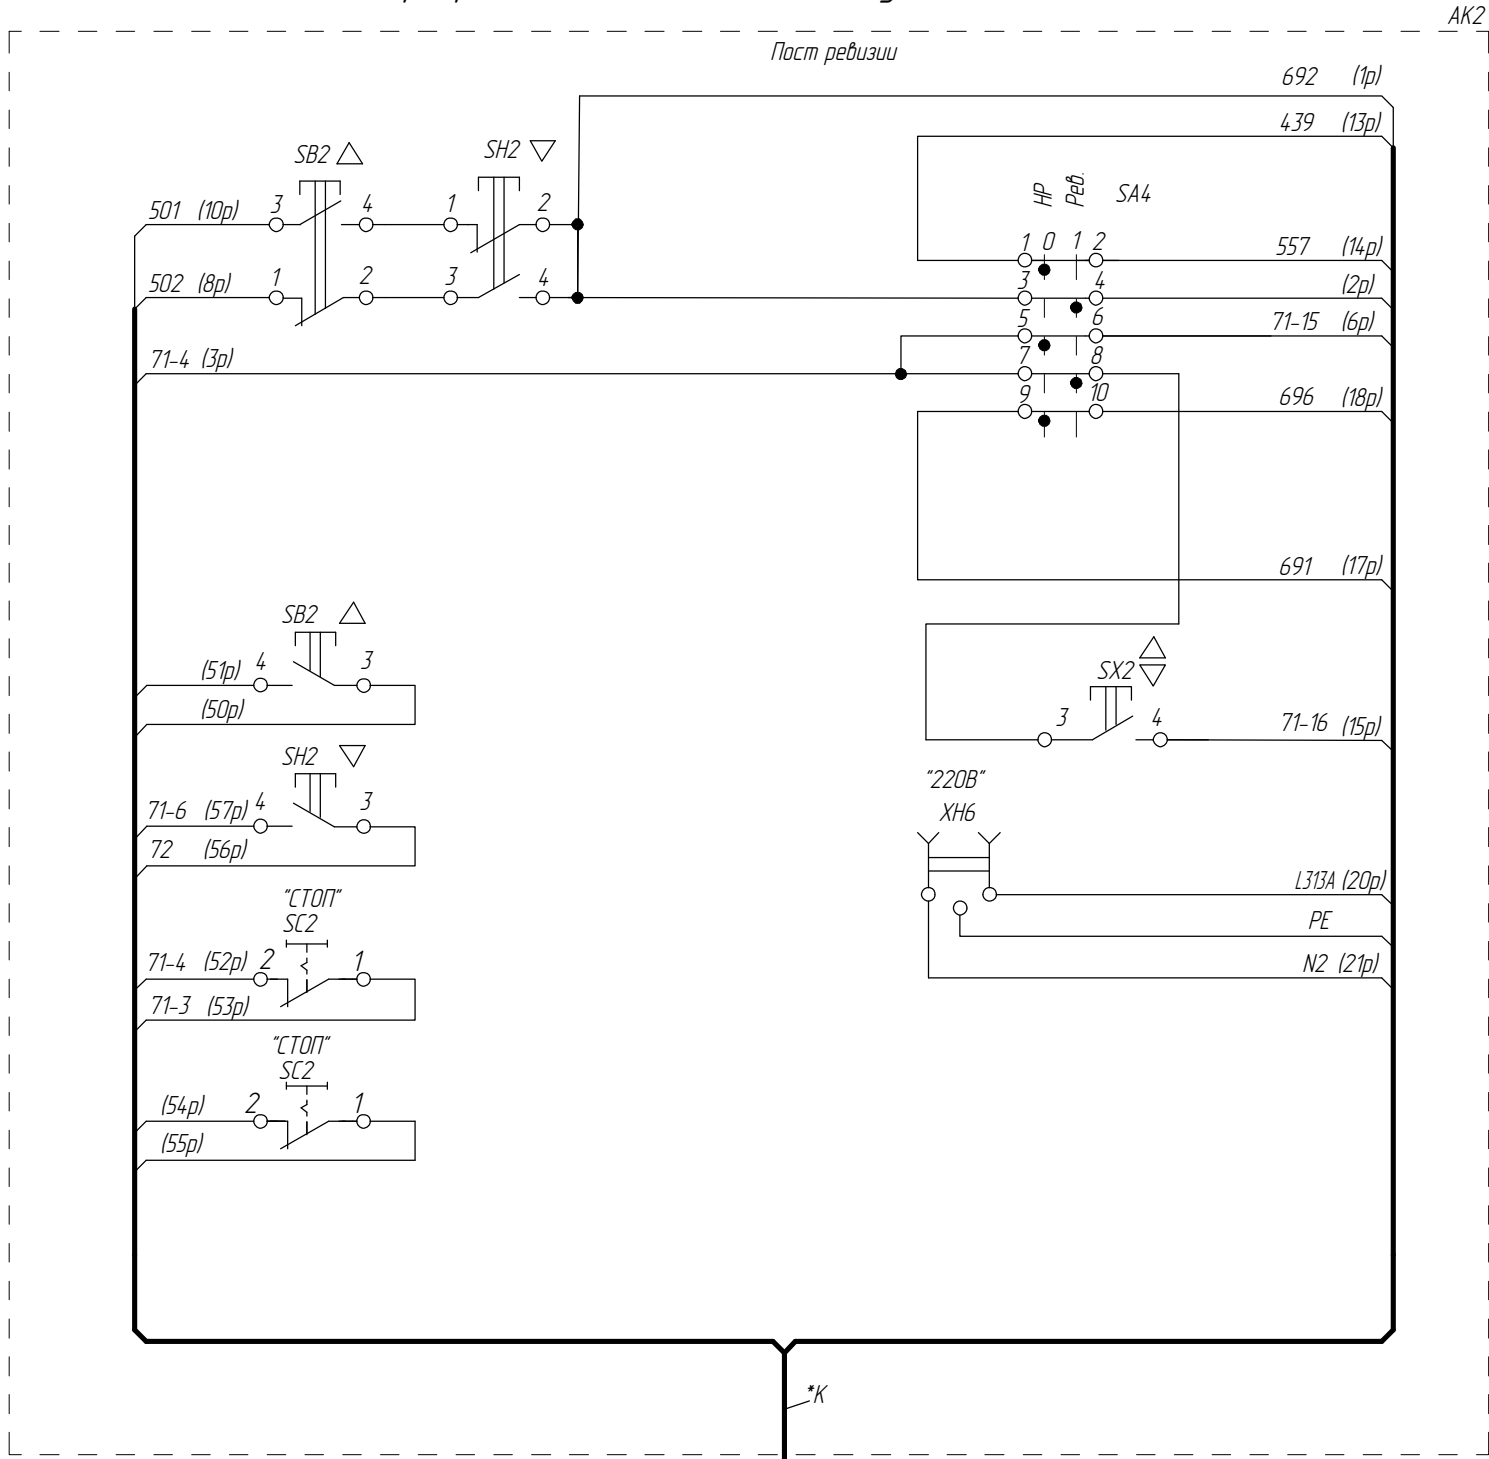 АК2
Пост ревизии
692 (1р)
439 (13р)
SB2
SH2
НР Рев. SA4
501 (10р) 3 4 1 2
1 0 1 2 557 (14р)
502 (8р) 1 2 3 4
3 4 (2р)
5 6 71-15 (6р)
71-4 (3р)
7 8
9 10 696 (18р)
691 (17р)
SB2
(51р) 4 3
(50р)
SX2
3 4 71-16 (15р)
SH2
71-6 (57р) 4 3
72 (56р)
"220В"
ХН6
L313A (20р)
PE
N2 (21р)
"СТОП"
SC2
71-4 (52р) 2 1
71-3 (53р)
"СТОП"
SC2
(54р) 2 1
(55р)
*К